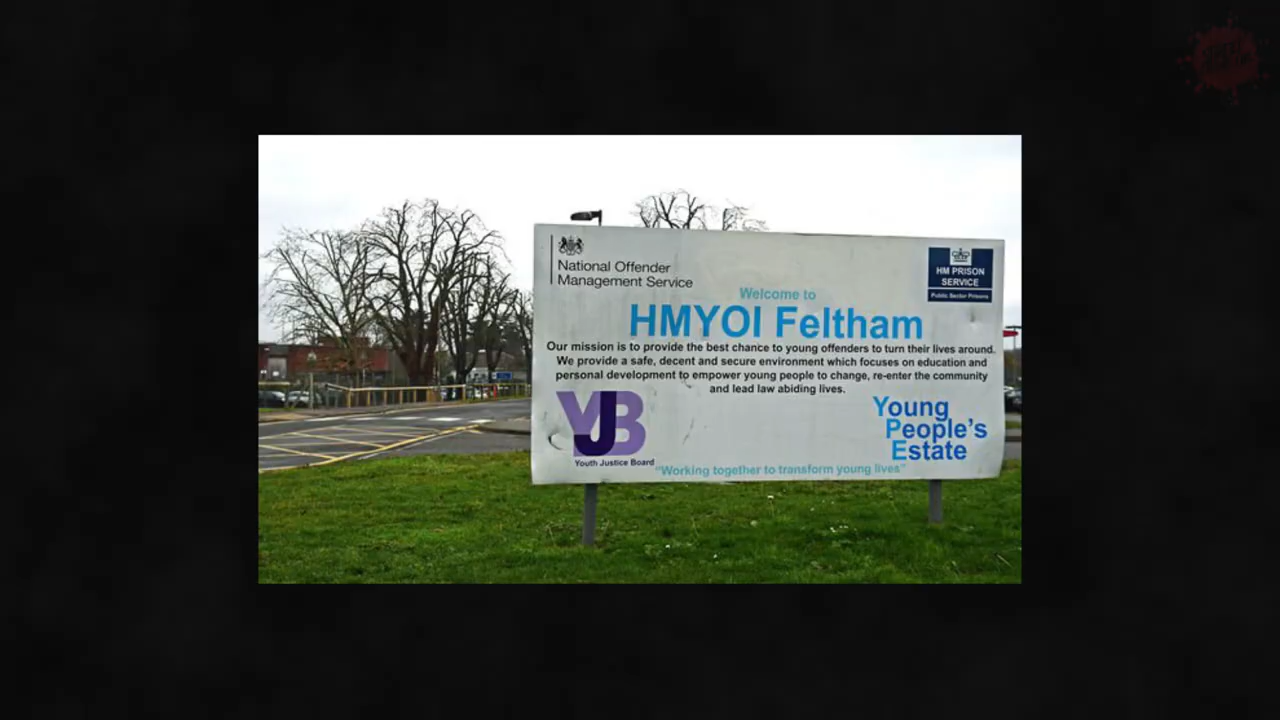 National Offender
Management Service
HM PRISON
SERVICE
Public Sector Prisons
Welcome to
HMYOI Feltham
Our mission is to provide the best chance to young offenders to turn their lives around.
We provide a safe, decent and secure environment which focuses on education and
personal development to empower young people to change, re-enter the community
and lead law abiding lives.
YJB
Youth Justice Board
Young
People's
Estate
"Working together to transform young lives"